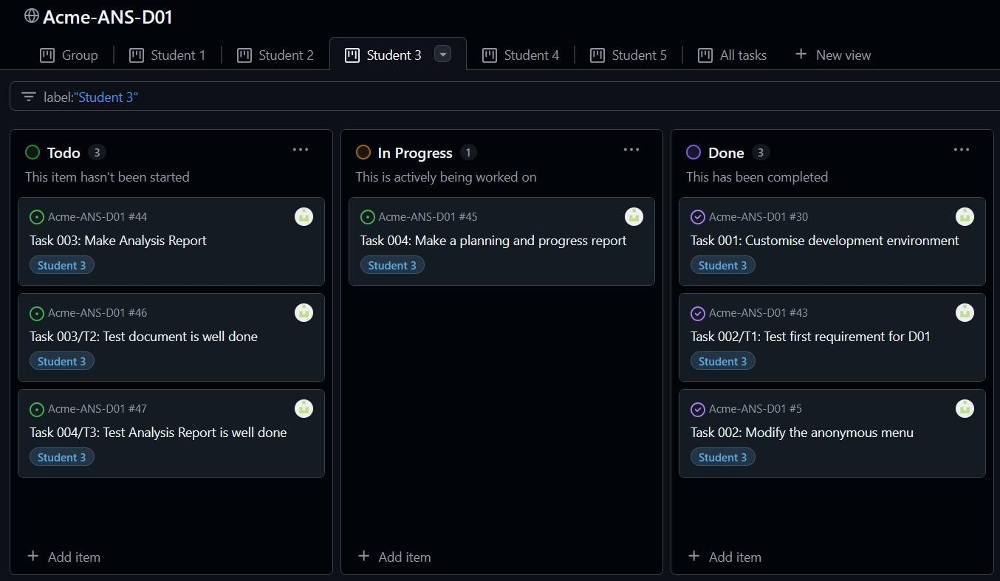 Acme-ANS-D01
Group
Student 1
Student 2
Student 3
Student 4
Student 5
All tasks
New view
label:"Student 3"
Todo 3
This item hasn't been started
Acme-ANS-D01 #44
Task 003: Make Analysis Report
Student 3
Acme-ANS-D01 #46
Task 003/T2: Test document is well done
Student 3
Acme-ANS-D01 #47
Task 004/T3: Test Analysis Report is well done
Student 3
Add item
In Progress 1
This is actively being worked on
Acme-ANS-D01 #45
Task 004: Make a planning and progress report
Student 3
Add item
Done 3
This has been completed
Acme-ANS-D01 #30
Task 001: Customise development environment
Student 3
Acme-ANS-D01 #43
Task 002/T1: Test first requirement for D01
Student 3
Acme-ANS-D01 #5
Task 002: Modify the anonymous menu
Student 3
Add item